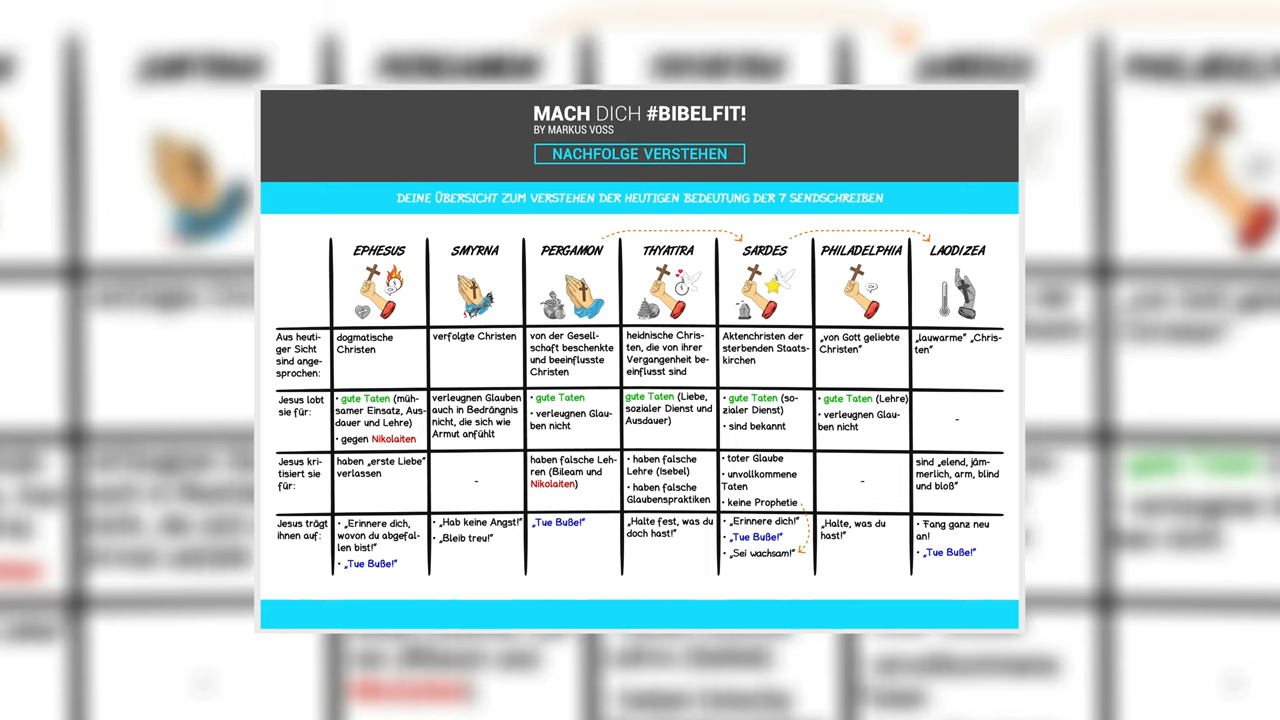 MACH DICH #BIBELFIT!
BY MARKUS VOSS
NACHFOLGE VERSTEHEN
DEINE ÜBERSICHT ZUM VERSTEHEN DER HEUTIGEN BEDEUTUNG DER 7 SENDSCHREIBEN
EPHESUS
SMYRNA
PERGAMON
THYATIRA
SARDES
PHILADELPHIA
LAODIZEA
Aus heuti-
ger Sicht
sind ange-
sprochen:
dogmatische
Christen
verfolgte Christen
von der Gesell-
schaft beschenkte
und beeinflusste
Christen
heidnische Chris-
ten, die von ihrer
Vergangenheit be-
einflusst sind
Aktenchristen der
sterbenden Staats-
kirchen
„von Gott geliebte
Christen“
„lauwarme“ „Chris-
ten“
Jesus lobt
sie für:
• gute Taten (müh-
samer Einsatz, Aus-
dauer und Lehre)
• gegen Nikolaiten
verleugnen Glauben
auch in Bedrängnis
nicht, die sich wie
Armut anfühlt
• gute Taten
• verleugnen Glau-
ben nicht
gute Taten (Liebe,
sozialer Dienst und
Ausdauer)
• gute Taten (so-
zialer Dienst)
• sind bekannt
• gute Taten (Lehre)
• verleugnen Glau-
ben nicht
-
Jesus kri-
tisiert sie
für:
haben „erste Liebe“
verlassen
-
haben falsche Leh-
ren (Bileam und
Nikolaiten)
• haben falsche
Lehre (Isebel)
• haben falsche
Glaubenspraktiken
• toter Glaube
• unvollkommene
Taten
• keine Prophetie
-
sind „elend, jäm-
merlich, arm, blind
und bloß“
Jesus trägt
ihnen auf:
• „Erinnere dich,
wovon du abgefal-
len bist!“
• „Tue Buße!“
• „Hab keine Angst!“
• „Bleib treu!“
„Tue Buße!“
„Halte fest, was du
doch hast!“
• „Erinnere dich!“
• „Tue Buße!“
• „Sei wachsam!“
„Halte, was du
hast!“
• Fang ganz neu
an!
• „Tue Buße!“